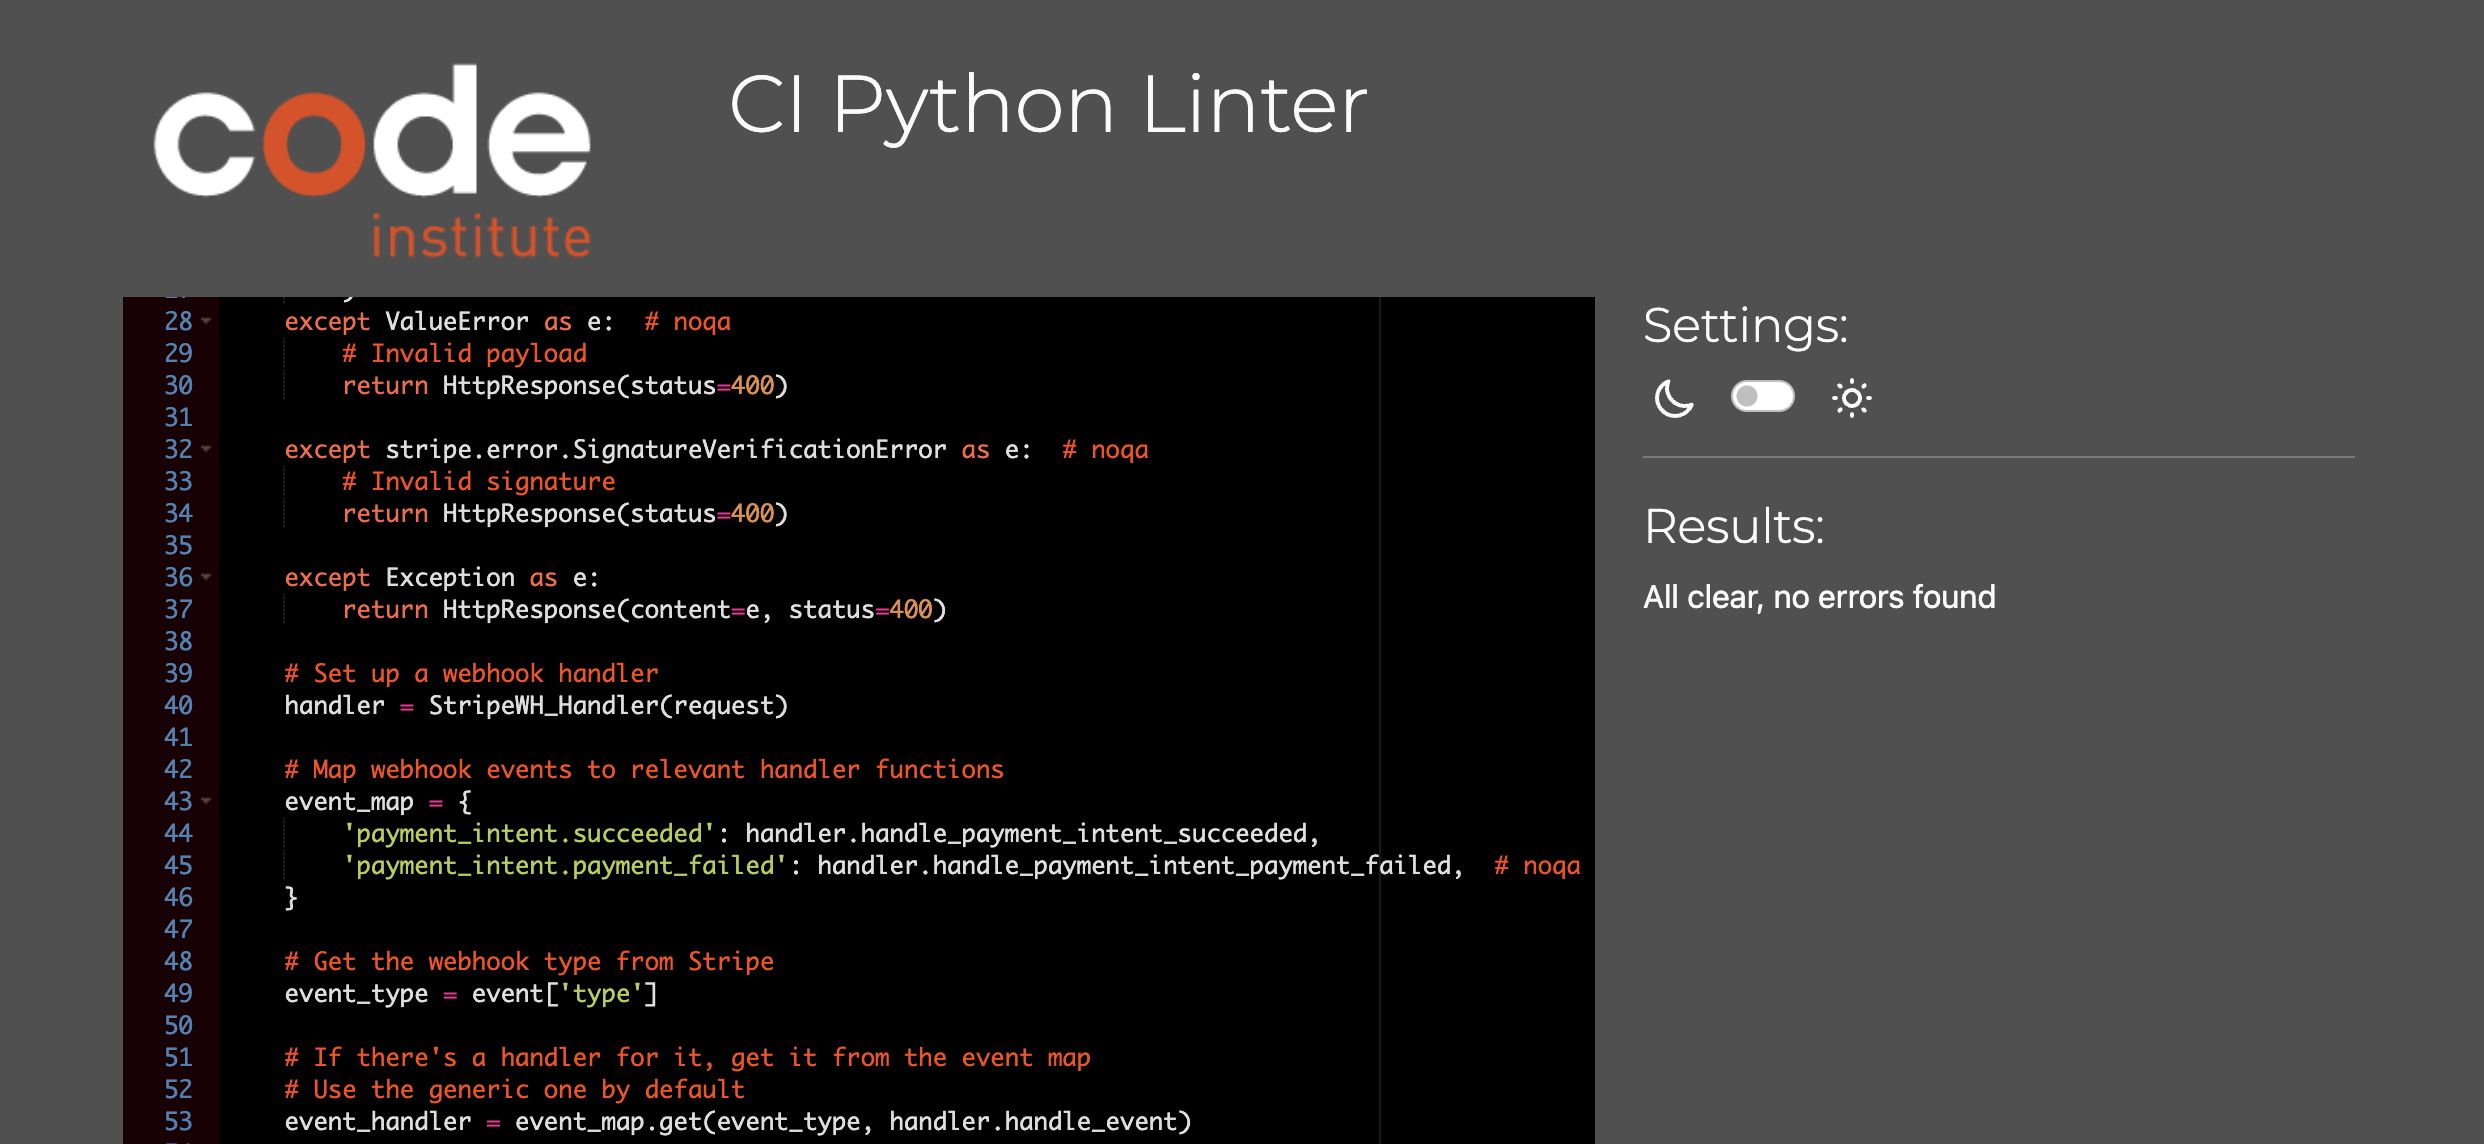 code
institute
CI Python Linter
28 except ValueError as e:  # noqa
29 # Invalid payload
30 return HttpResponse(status=400)
31
32 except stripe.error.SignatureVerificationError as e:  # noqa
33 # Invalid signature
34 return HttpResponse(status=400)
35
36 except Exception as e:
37 return HttpResponse(content=e, status=400)
38
39 # Set up a webhook handler
40 handler = StripeWH_Handler(request)
41
42 # Map webhook events to relevant handler functions
43 event_map = {
44 'payment_intent.succeeded': handler.handle_payment_intent_succeeded,
45 'payment_intent.payment_failed': handler.handle_payment_intent_payment_failed,  # noqa
46 }
47
48 # Get the webhook type from Stripe
49 event_type = event['type']
50
51 # If there's a handler for it, get it from the event map
52 # Use the generic one by default
53 event_handler = event_map.get(event_type, handler.handle_event)
Settings:
Results:
All clear, no errors found